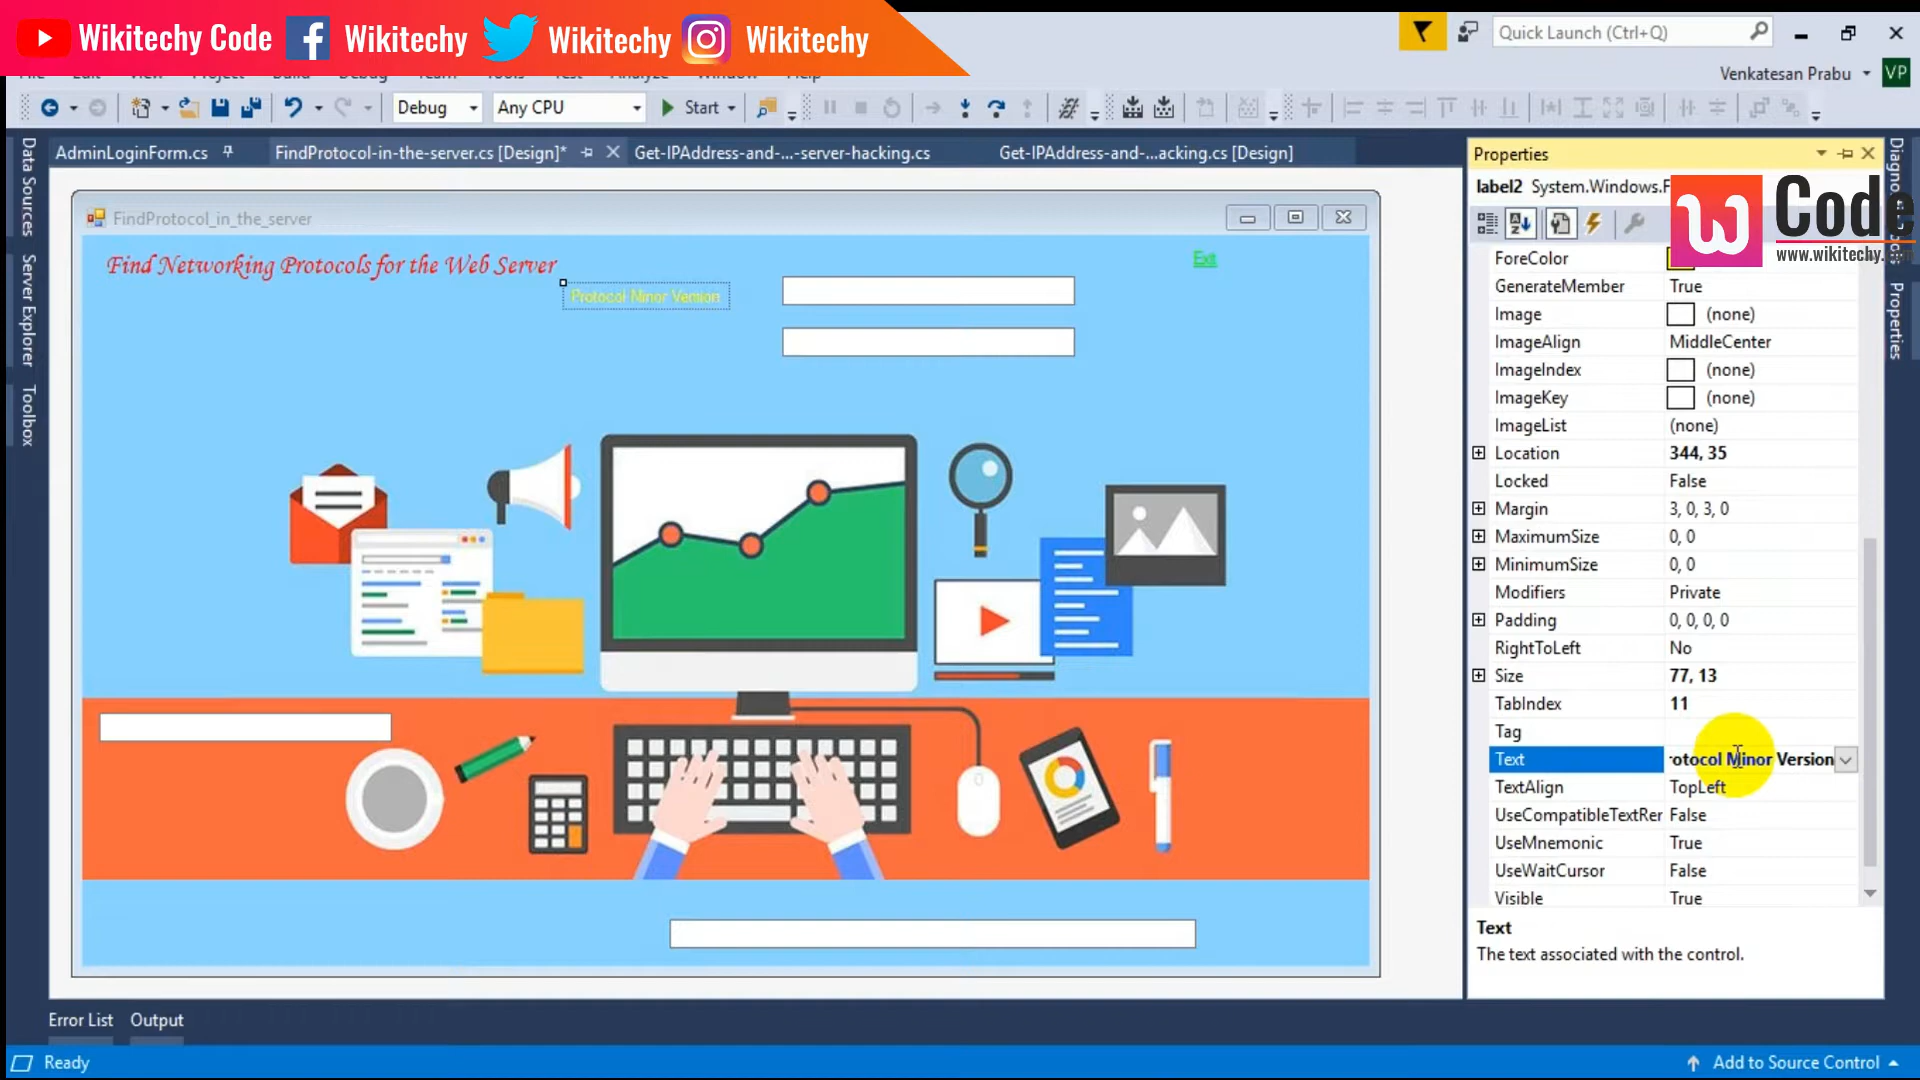 Wikitechy Code Wikitechy Wikitechy Wikitechy
Quick Launch (Ctrl+Q)
Venkatesan Prabu VP
Debug Any CPU Start
AdminLoginForm.cs FindProtocol-in-the-server.cs [Design]* Get-IPAddress-and-...-server-hacking.cs Get-IPAddress-and-...acking.cs [Design]
Data Sources
Server Explorer
Toolbox
FindProtocol_in_the_server
Find Networking Protocols for the Web Server
Exit
Protocol Minor Version
Properties
label2 System.Windows.F
w Code
www.wikitechy.com
ForeColor
GenerateMember True
Image (none)
ImageAlign MiddleCenter
ImageIndex (none)
ImageKey (none)
ImageList (none)
Location 344, 35
Locked False
Margin 3, 0, 3, 0
MaximumSize 0, 0
MinimumSize 0, 0
Modifiers Private
Padding 0, 0, 0, 0
RightToLeft No
Size 77, 13
TabIndex 11
Tag
Text rotocol Minor Version
TextAlign TopLeft
UseCompatibleTextRer False
UseMnemonic True
UseWaitCursor False
Visible True
Text
The text associated with the control.
Properties
Error List Output
Ready
Add to Source Control